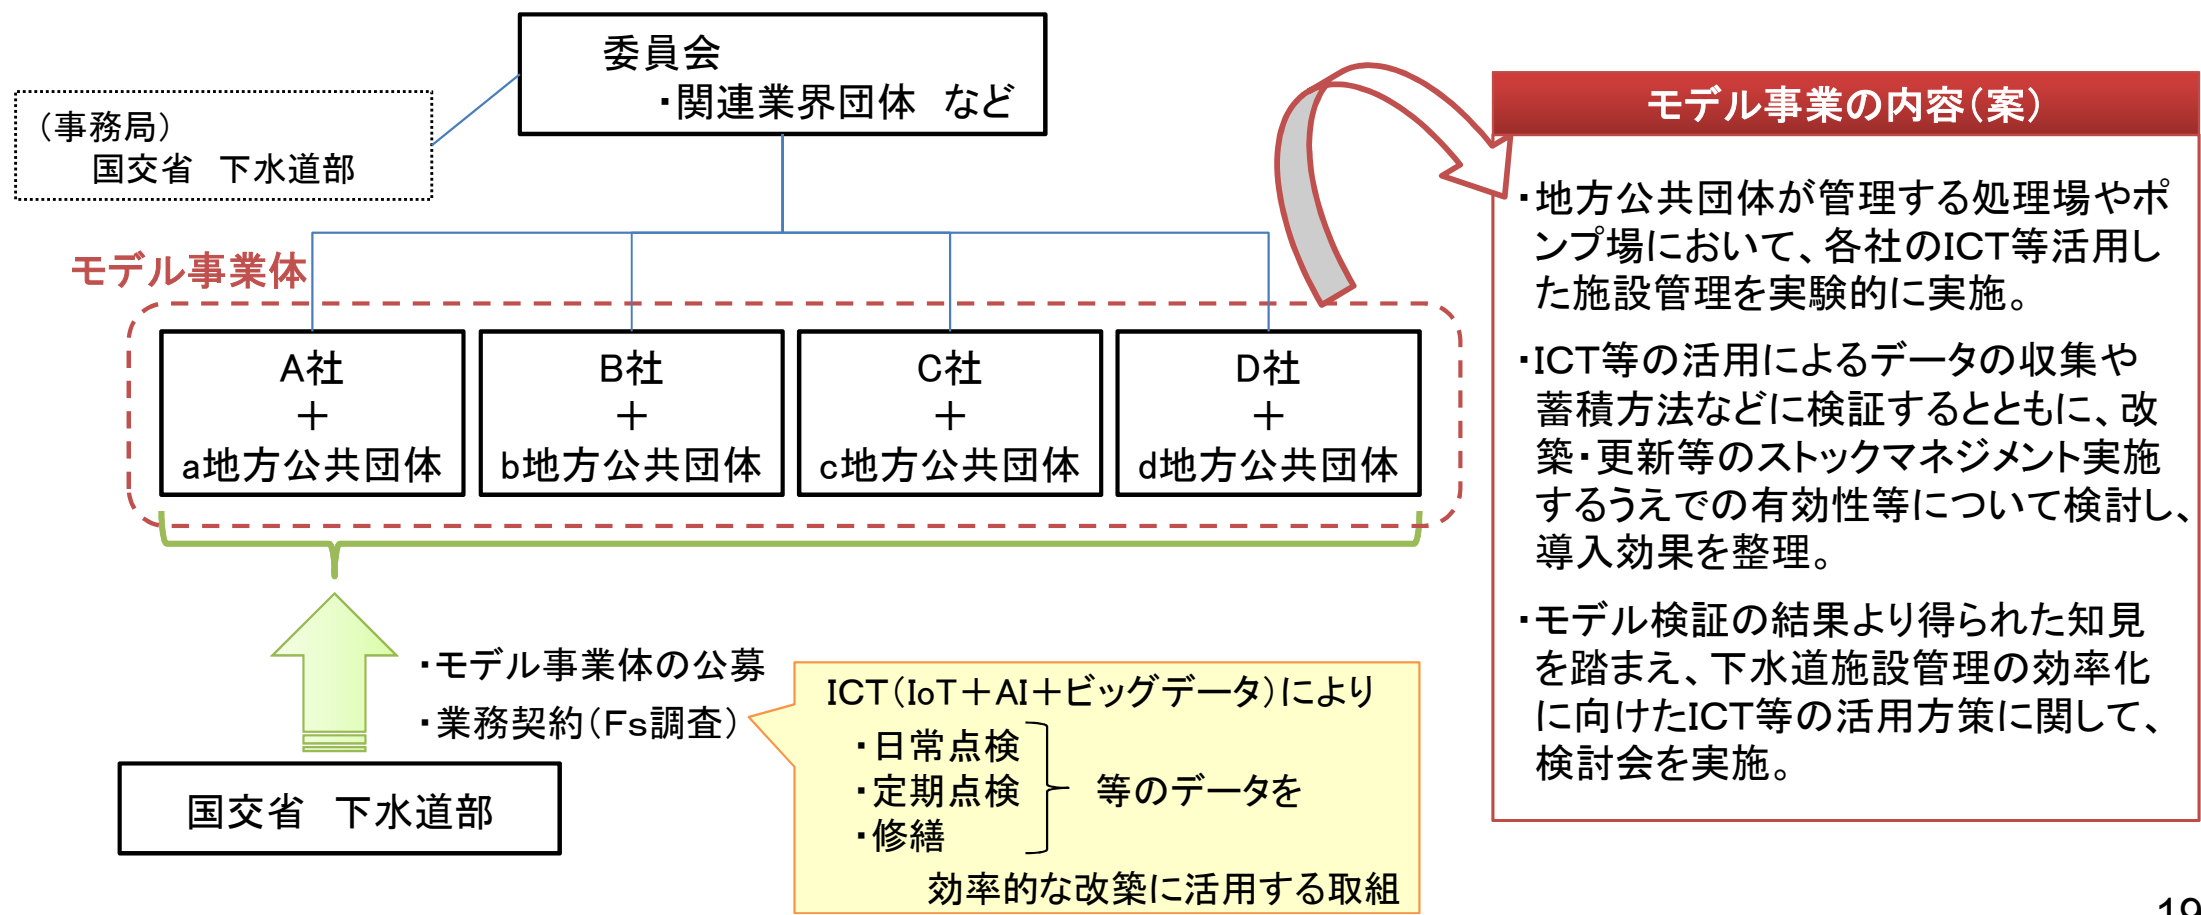 委員会
・関連業界団体　など
（事務局）
国交省　下水道部
モデル事業体
A社
＋
a地方公共団体
B社
＋
b地方公共団体
C社
＋
c地方公共団体
D社
＋
d地方公共団体
・モデル事業体の公募
・業務契約（Fs調査）
国交省　下水道部
ICT（IoT＋AI＋ビッグデータ）により
・日常点検
・定期点検
・修繕
等のデータを
効率的な改築に活用する取組
モデル事業の内容（案）
・地方公共団体が管理する処理場やポ
ンプ場において、各社のICT等活用し
た施設管理を実験的に実施。
・ICT等の活用によるデータの収集や
蓄積方法などに検証するとともに、改
築・更新等のストックマネジメント実施
するうえでの有効性等について検討し、
導入効果を整理。
・モデル検証の結果より得られた知見
を踏まえ、下水道施設管理の効率化
に向けたICT等の活用方策に関して、
検討会を実施。
19